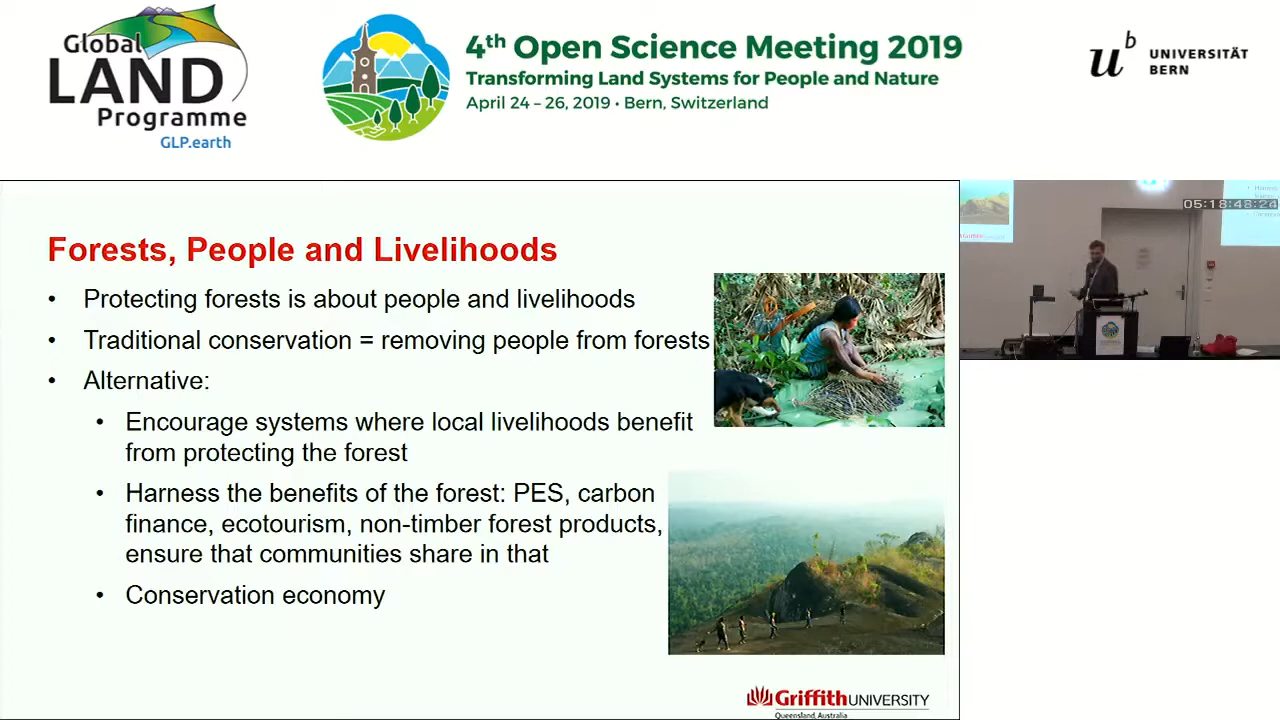 Global
LAND
Programme
GLP.earth
4th Open Science Meeting 2019
Transforming Land Systems for People and Nature
April 24 – 26, 2019 • Bern, Switzerland
u b
UNIVERSITÄT
BERN
05:18:48:24
Forests, People and Livelihoods
• Protecting forests is about people and livelihoods
• Traditional conservation = removing people from forests
• Alternative:
• Encourage systems where local livelihoods benefit
from protecting the forest
• Harness the benefits of the forest: PES, carbon
finance, ecotourism, non-timber forest products,
ensure that communities share in that
• Conservation economy
Griffith UNIVERSITY
Queensland, Australia